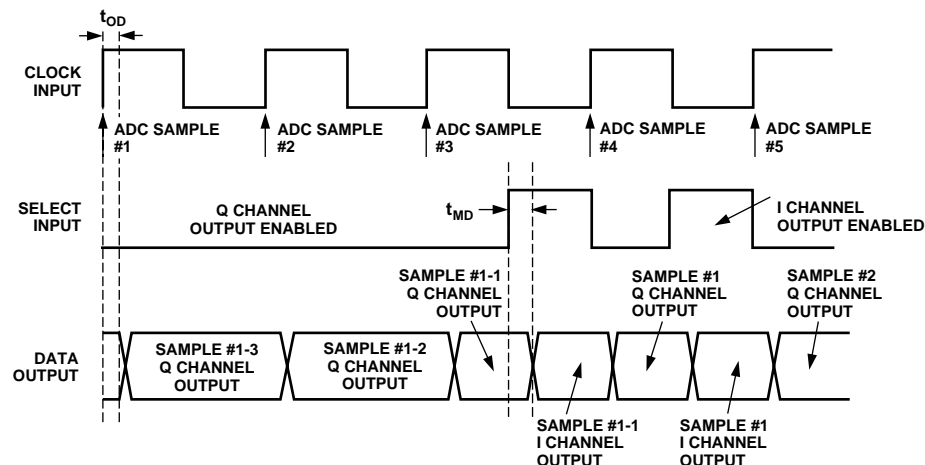 tOD
CLOCK
INPUT
ADC SAMPLE
#1
ADC SAMPLE
#2
ADC SAMPLE
#3
ADC SAMPLE
#4
ADC SAMPLE
#5
SELECT
INPUT
Q CHANNEL
OUTPUT ENABLED
tMD
I CHANNEL
OUTPUT ENABLED
SAMPLE #1-1
Q CHANNEL
OUTPUT
SAMPLE #1
Q CHANNEL
OUTPUT
SAMPLE #2
Q CHANNEL
OUTPUT
DATA
OUTPUT
SAMPLE #1-3
Q CHANNEL
OUTPUT
SAMPLE #1-2
Q CHANNEL
OUTPUT
SAMPLE #1-1
I CHANNEL
OUTPUT
SAMPLE #1
I CHANNEL
OUTPUT